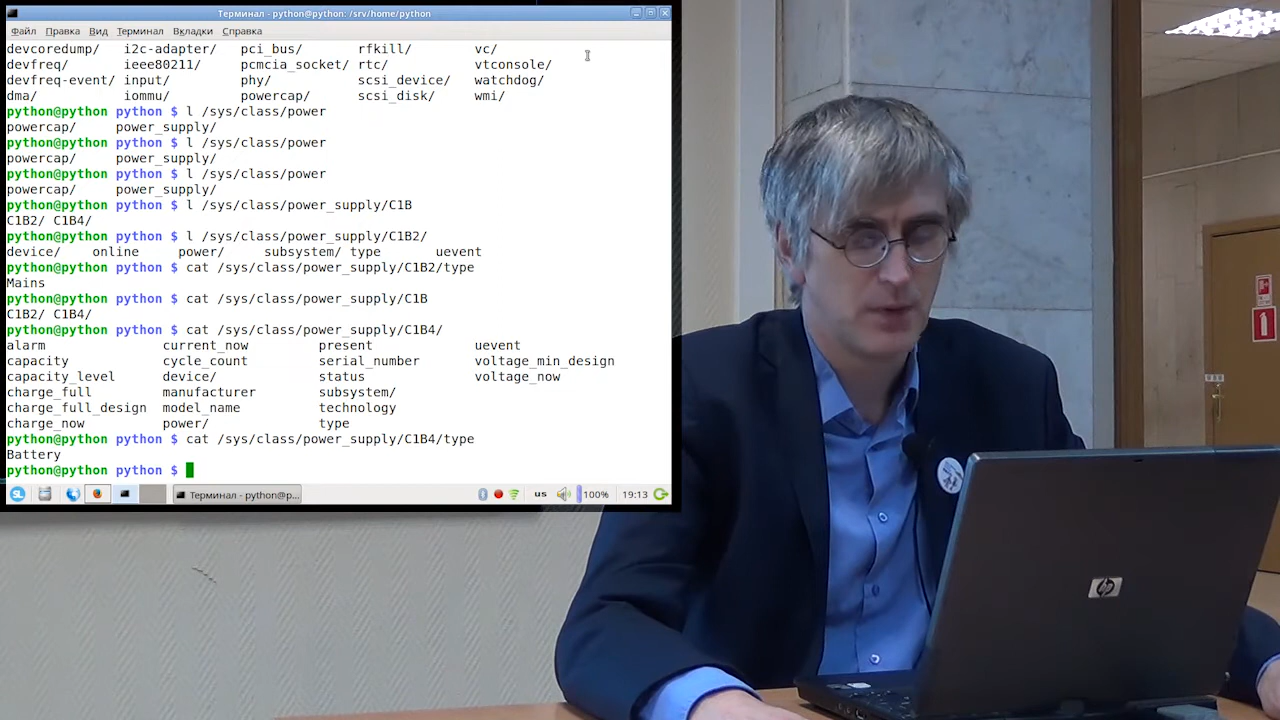 Терминал - python@python: /srv/home/python
Файл Правка Вид Терминал Вкладки Справка
devcoredump/ i2c-adapter/ pci_bus/ rfkill/ vc/
devfreq/ ieee80211/ pcmcia_socket/ rtc/ vtconsole/
devfreq-event/ input/ phy/ scsi_device/ watchdog/
dma/ iommu/ powercap/ scsi_disk/ wmi/
python@python python $ l /sys/class/power
powercap/ power_supply/
python@python python $ l /sys/class/power
powercap/ power_supply/
python@python python $ l /sys/class/power
powercap/ power_supply/
python@python python $ l /sys/class/power_supply/C1B
C1B2/ C1B4/
python@python python $ l /sys/class/power_supply/C1B2/
device/ online power/ subsystem/ type uevent
python@python python $ cat /sys/class/power_supply/C1B2/type
Mains
python@python python $ cat /sys/class/power_supply/C1B
C1B2/ C1B4/
python@python python $ cat /sys/class/power_supply/C1B4/
alarm current_now present uevent
capacity cycle_count serial_number voltage_min_design
capacity_level device/ status voltage_now
charge_full manufacturer subsystem/
charge_full_design model_name technology
charge_now power/ type
python@python python $ cat /sys/class/power_supply/C1B4/type
Battery
python@python python $
SL Терминал - python@p... us 100% 19:13
hp